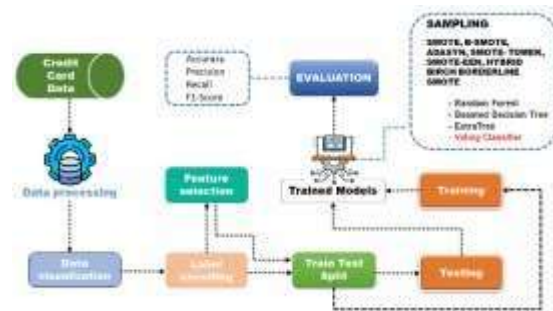 Credit
Card
Data
Data processing
Data visualization
Label encoding
Feature
selection
Train Test
Split
Testing
Training
Trained Models
EVALUATION
Accuracy
Precision
Recall
F1-Score
SAMPLING
SMOTE, B-SMOTE,
ADASYN, SMOTE- TOMEK,
SMOTE-EEN, HYBRID
BIRCH BORDERLINE
SMOTE
- Random Forest
- Boosted Decision Tree
- ExtraTree
- Voting Classifier